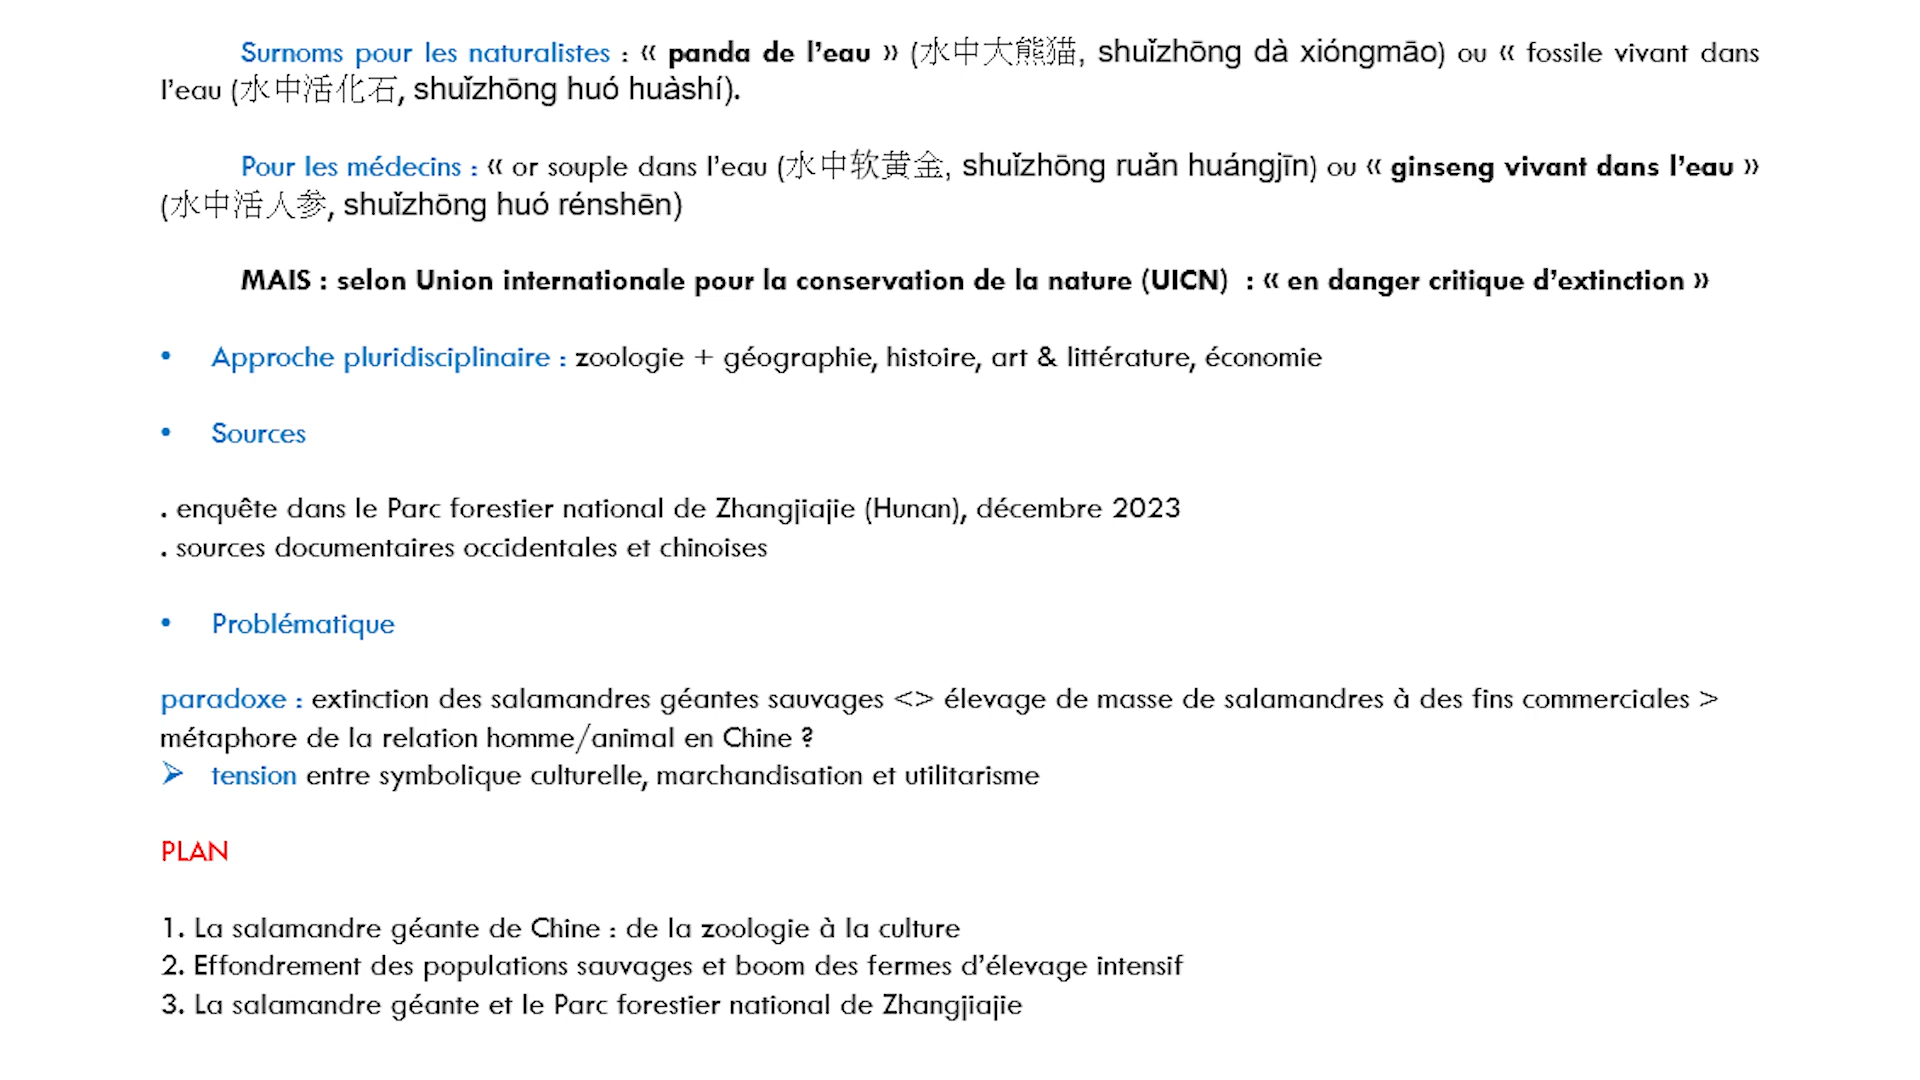 Surnoms pour les naturalistes : « panda de l’eau » (水中大熊猫, shuǐzhōng dà xióngmāo) ou « fossile vivant dans
l’eau (水中活化石, shuǐzhōng huó huàshí).
Pour les médecins : « or souple dans l’eau (水中软黄金, shuǐzhōng ruǎn huángjīn) ou « ginseng vivant dans l’eau »
(水中活人参, shuǐzhōng huó rénshēn)
MAIS : selon Union internationale pour la conservation de la nature (UICN) : « en danger critique d’extinction »
• Approche pluridisciplinaire : zoologie + géographie, histoire, art & littérature, économie
• Sources
. enquête dans le Parc forestier national de Zhangjiajie (Hunan), décembre 2023
. sources documentaires occidentales et chinoises
• Problématique
paradoxe : extinction des salamandres géantes sauvages <> élevage de masse de salamandres à des fins commerciales >
métaphore de la relation homme/animal en Chine ?
➢ tension entre symbolique culturelle, marchandisation et utilitarisme
PLAN
1. La salamandre géante de Chine : de la zoologie à la culture
2. Effondrement des populations sauvages et boom des fermes d’élevage intensif
3. La salamandre géante et le Parc forestier national de Zhangjiajie